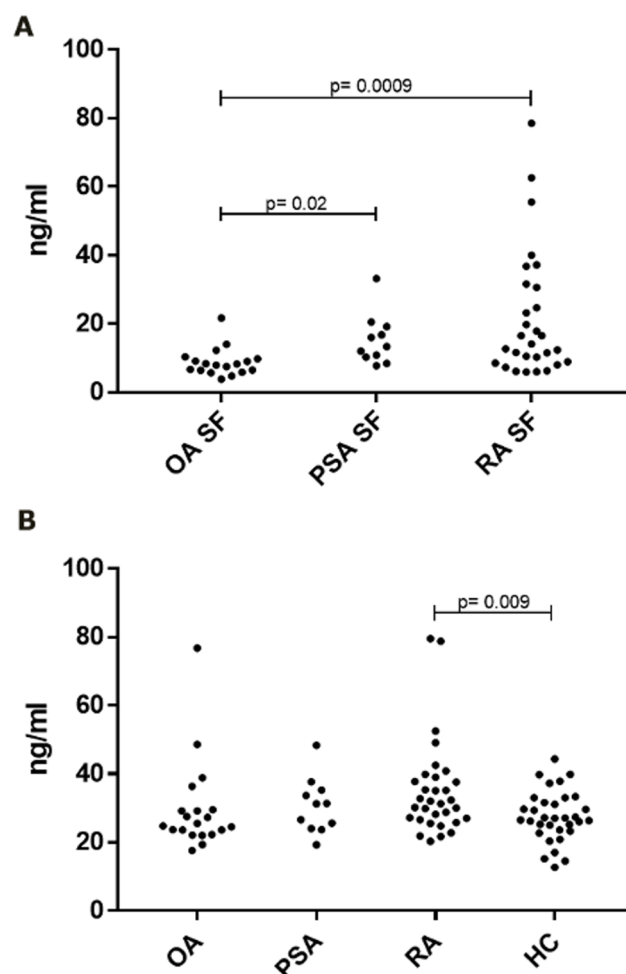 A
100
80
60
40
20
0
ng/ml
p= 0.0009
p= 0.02
OA SF
PSA SF
RA SF
B
100
80
60
40
20
0
ng/ml
p= 0.009
OA
PSA
RA
HC